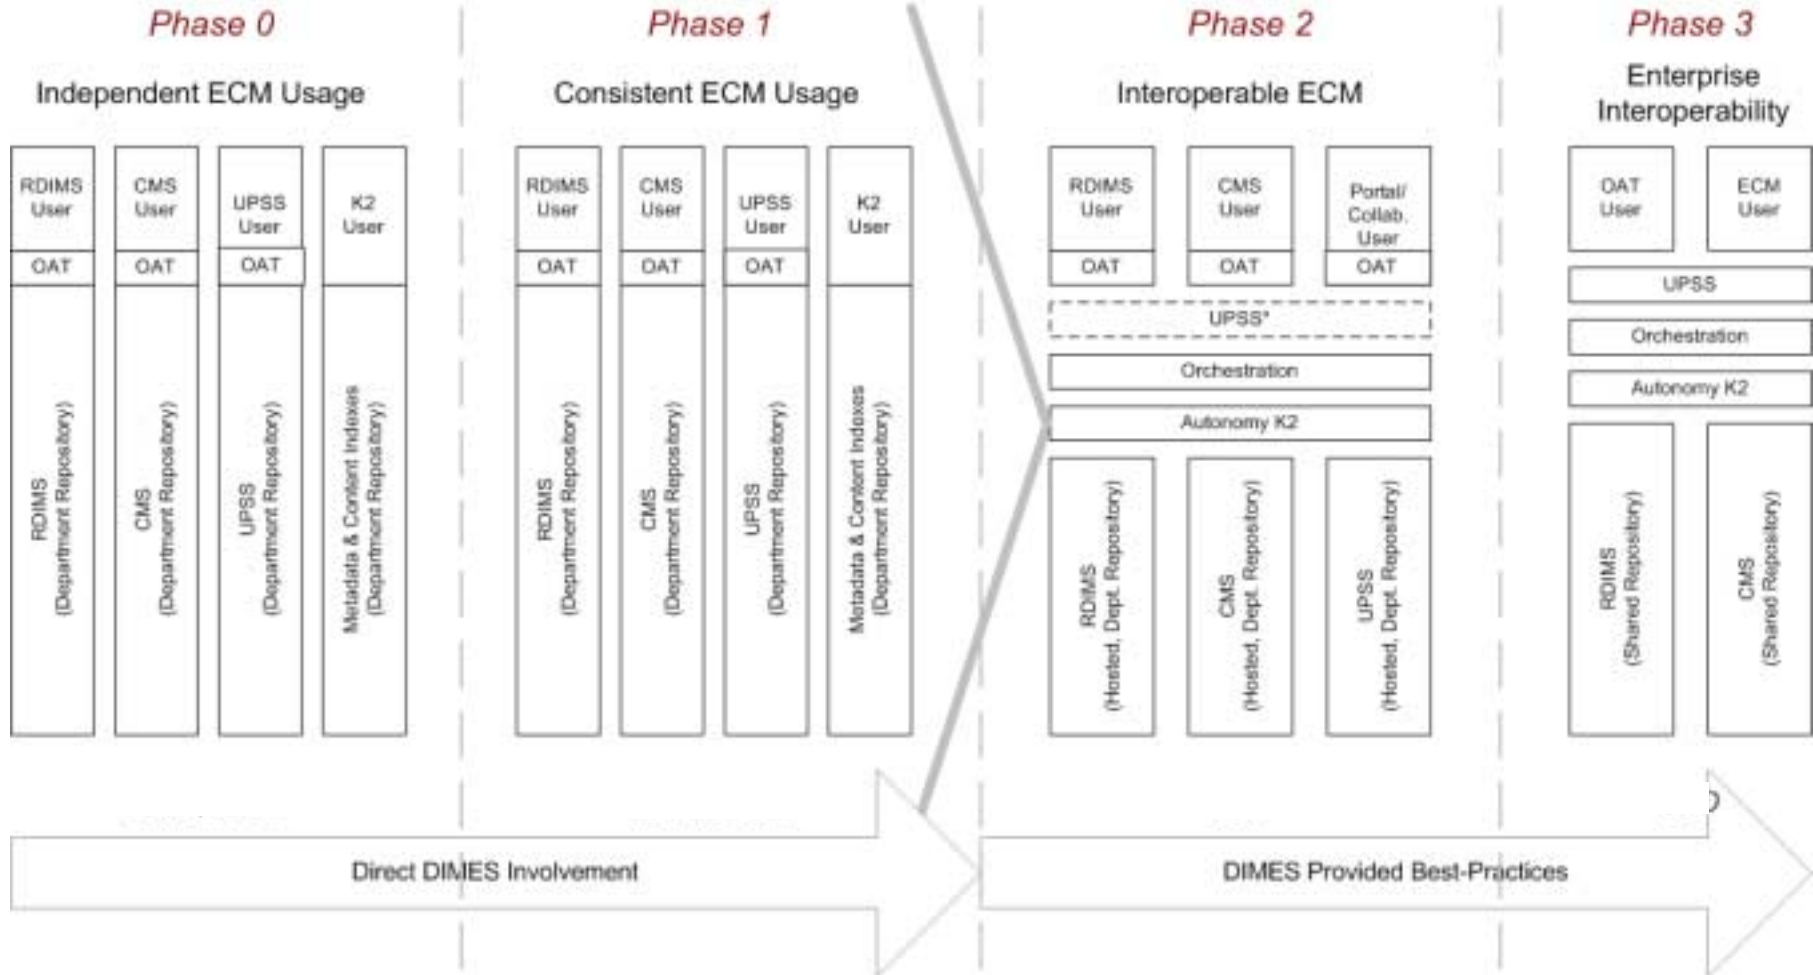 Phase 0
Independent ECM Usage
RDIMS
User
OAT
RDIMS
(Department Repository)
CMS
User
OAT
CMS
(Department Repository)
UPSS
User
OAT
UPSS
(Department Repository)
K2
User
Metadata & Content Indexes
(Department Repository)
Phase 1
Consistent ECM Usage
RDIMS
User
OAT
RDIMS
(Department Repository)
CMS
User
OAT
CMS
(Department Repository)
UPSS
User
OAT
UPSS
(Department Repository)
K2
User
Metadata & Content Indexes
(Department Repository)
Phase 2
Interoperable ECM
RDIMS
User
OAT
CMS
User
OAT
Portal/
Collab.
User
OAT
UPSS*
Orchestration
Autonomy K2
RDIMS
(Hosted, Dept. Repository)
CMS
(Hosted, Dept. Repository)
UPSS
(Hosted, Dept. Repository)
Phase 3
Enterprise
Interoperability
OAT
User
ECM
User
UPSS
Orchestration
Autonomy K2
RDIMS
(Shared Repository)
CMS
(Shared Repository)
Direct DIMES Involvement
DIMES Provided Best-Practices